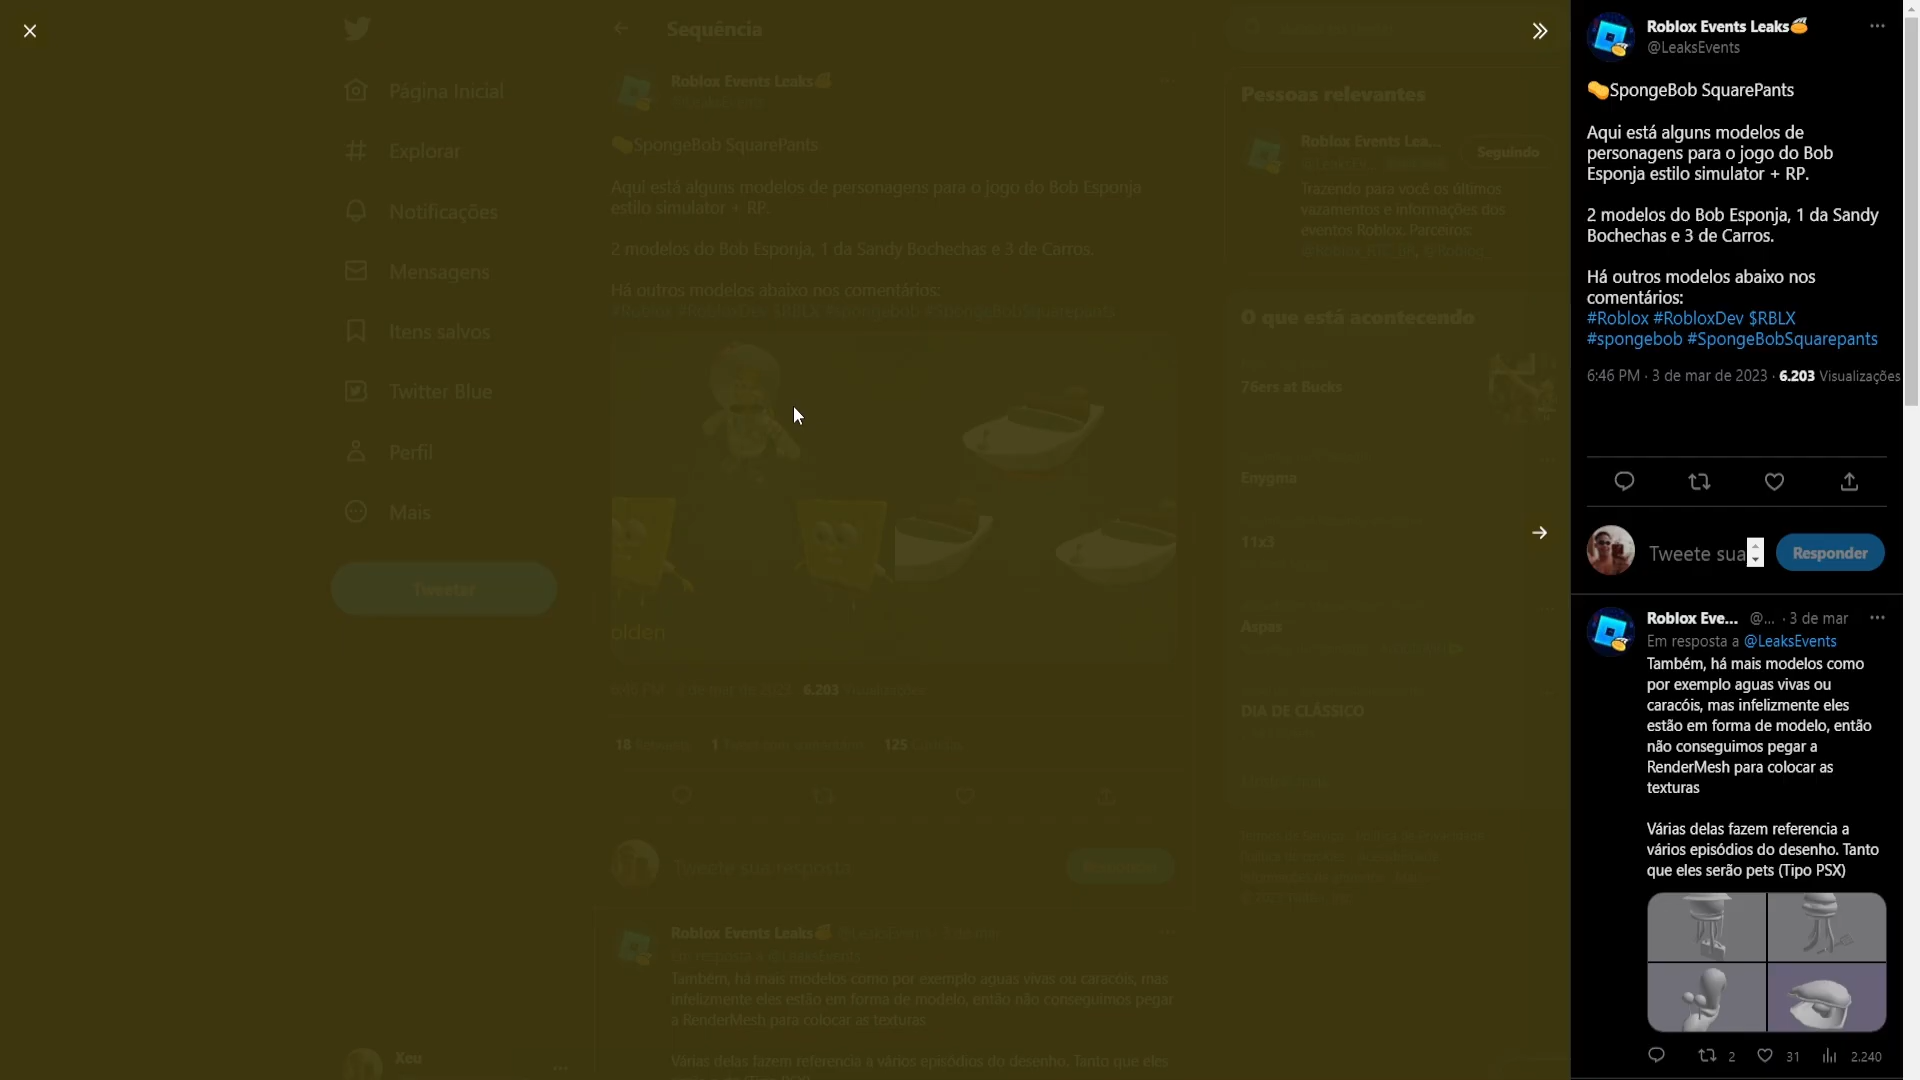 Sequência
Página Inicial
Explorar
Notificações
Mensagens
Itens salvos
Twitter Blue
Perfil
Mais
Tweetar
Xeu
Roblox Events Leaks
SpongeBob SquarePants
Aqui está alguns modelos de personagens para o jogo do Bob Esponja
estilo simulator + RP.
2 modelos do Bob Esponja, 1 da Sandy Bochechas e 3 de Carros.
Há outros modelos abaixo nos comentários:
#Roblox #RobloxDev $RBLX #spongebob #SpongeBobSquarepants
olden
6:46 PM · 3 de mar de 2023 · 6.203 Visualizações
18
1
125
Tweete sua resposta
Roblox Events Leaks
Em resposta a @LeaksEvents
Também, há mais modelos como por exemplo aguas vivas ou caracóis, mas
infelizmente eles estão em forma de modelo, então não conseguimos pegar
a RenderMesh para colocar as texturas
Várias delas fazem referencia a vários episódios do desenho. Tanto que eles
Pessoas relevantes
Roblox Events Lea...
Seguindo
Trazendo para você os últimos
vazamentos e informações dos
eventos Roblox. Parceiros:
O que está acontecendo
76ers at Bucks
Enygma
11x3
Aspas
DIA DE CLÁSSICO
Roblox Events Leaks
@LeaksEvents
SpongeBob SquarePants
Aqui está alguns modelos de
personagens para o jogo do Bob
Esponja estilo simulator + RP.
2 modelos do Bob Esponja, 1 da Sandy
Bochechas e 3 de Carros.
Há outros modelos abaixo nos
comentários:
#Roblox #RobloxDev $RBLX
#spongebob #SpongeBobSquarepants
6:46 PM · 3 de mar de 2023 · 6.203 Visualizações
Tweete sua
Responder
Roblox Eve... @... · 3 de mar
Em resposta a @LeaksEvents
Também, há mais modelos como
por exemplo aguas vivas ou
caracóis, mas infelizmente eles
estão em forma de modelo, então
não conseguimos pegar a
RenderMesh para colocar as
texturas
Várias delas fazem referencia a
vários episódios do desenho. Tanto
que eles serão pets (Tipo PSX)
2
31
2.240